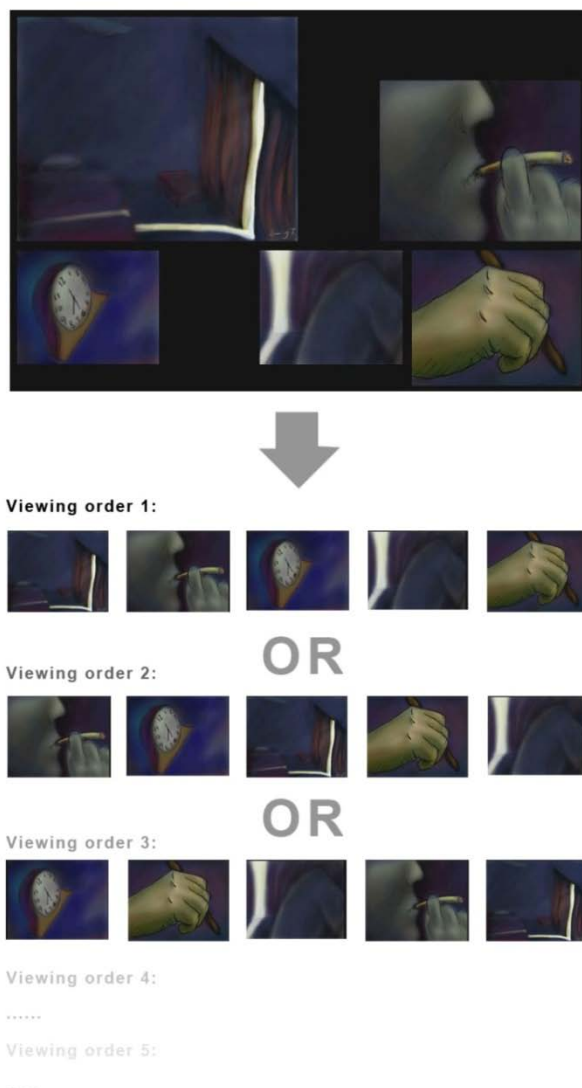 Viewing order 1:
OR
Viewing order 2:
OR
Viewing order 3:
Viewing order 4:
......
Viewing order 5: